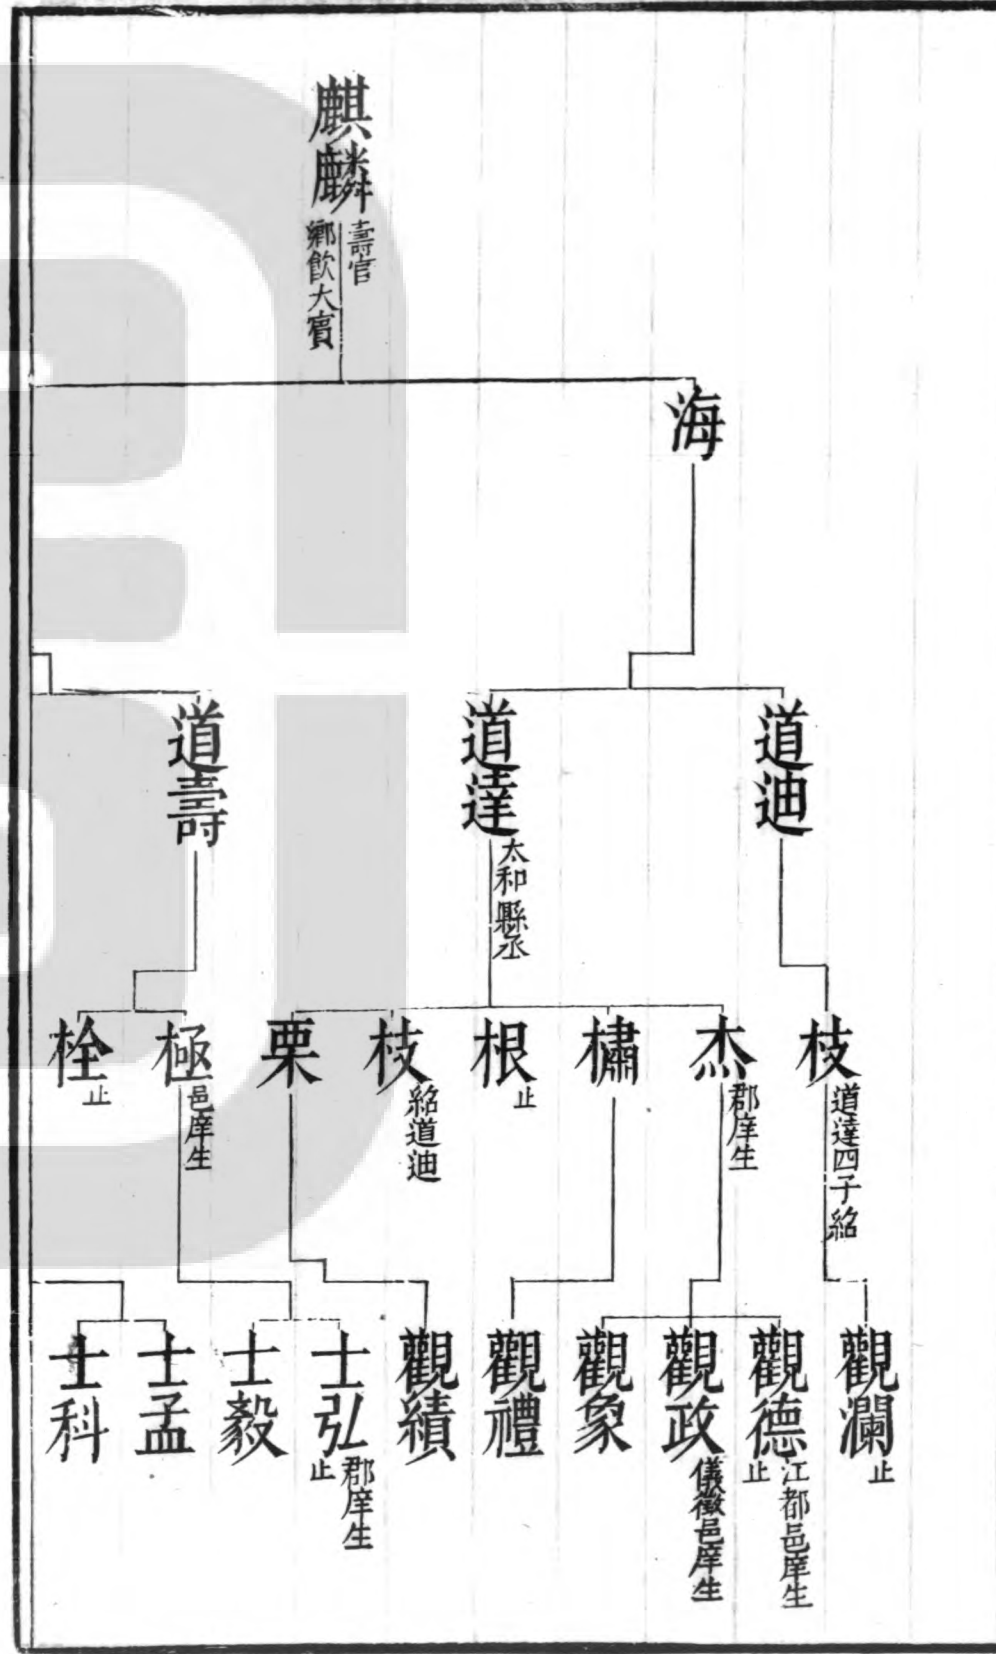 麒麟
壽官
鄉飲大賓
海
道迪
道達
太和縣丞
道壽
枝
道達四子紹
杰
郡庠生
櫹
根
止
枝
紹道迪
栗
極
邑庠生
栓
止
觀瀾
止
觀德
江都邑庠生
止
觀政
儀徵邑庠生
觀象
觀禮
觀績
士弘
郡庠生
止
士毅
士孟
士科